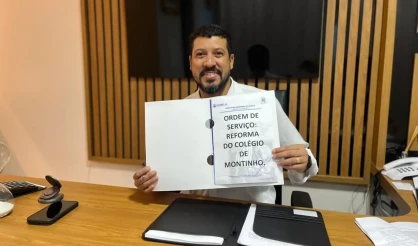 ORDEM DE
SERVIÇO:
REFORMA
DO COLÉGIO
DE
MONTINHO.